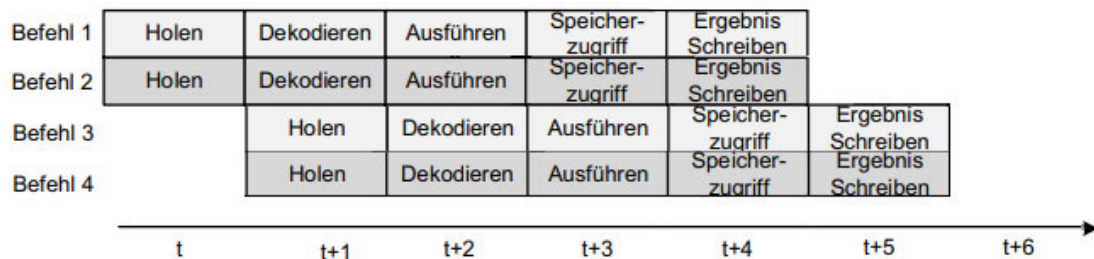 Befehl 1 Holen Dekodieren Ausführen Speicher- Ergebnis
zugriff Schreiben
Befehl 2 Holen Dekodieren Ausführen Speicher- Ergebnis
zugriff Schreiben
Befehl 3 Holen Dekodieren Ausführen Speicher- Ergebnis
zugriff Schreiben
Befehl 4 Holen Dekodieren Ausführen Speicher- Ergebnis
zugriff Schreiben
t t+1 t+2 t+3 t+4 t+5 t+6